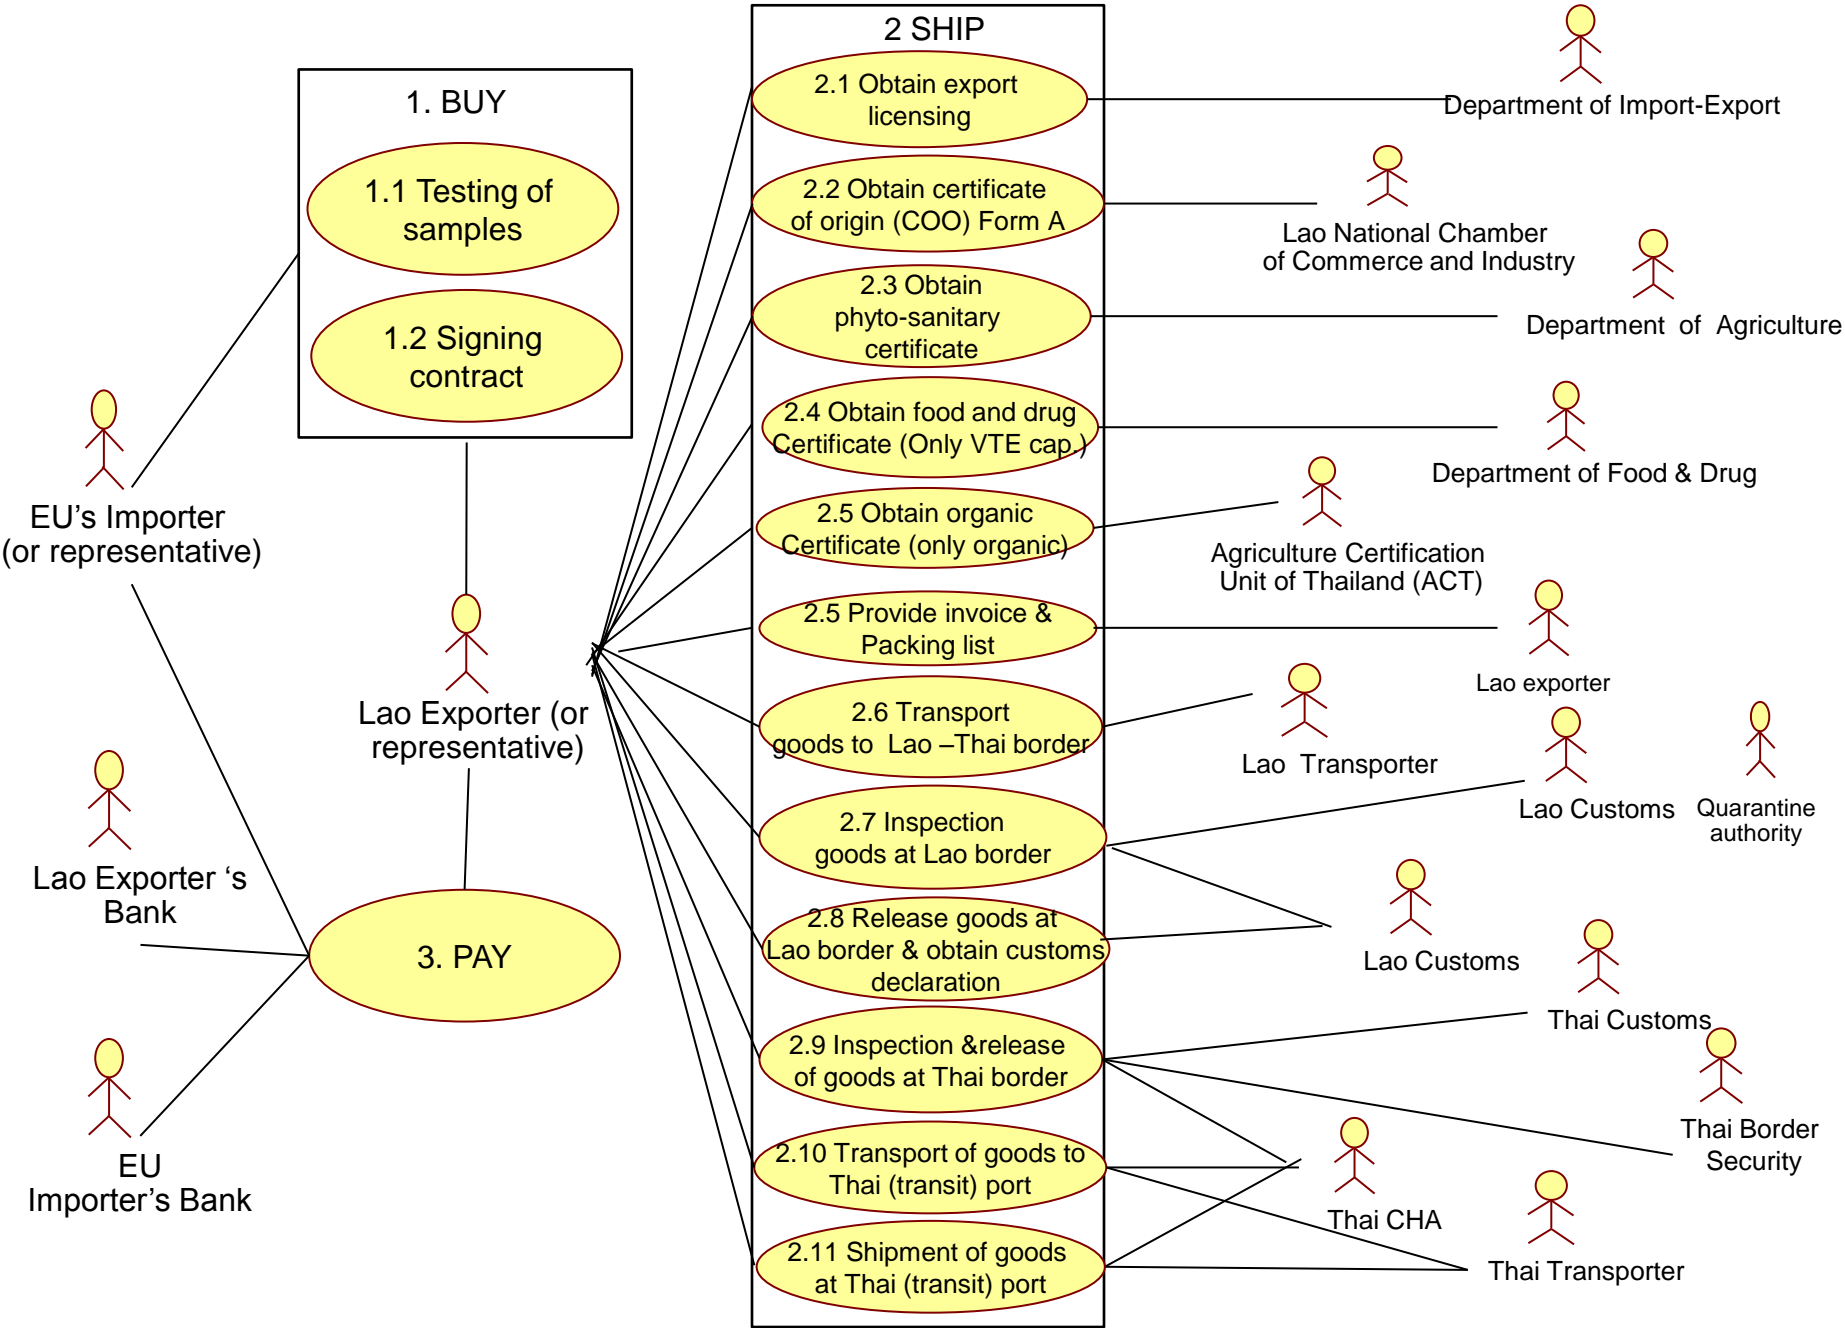 1. BUY
1.1 Testing of
samples
1.2 Signing
contract
EU's Importer
(or representative)
Lao Exporter (or
representative)
Lao Exporter ‘s
Bank
3. PAY
EU
Importer's Bank
2 SHIP
2.1 Obtain export
licensing
2.2 Obtain certificate
of origin (COO) Form A
2.3 Obtain
phyto-sanitary
certificate
2.4 Obtain food and drug
Certificate (Only VTE cap.)
2.5 Obtain organic
Certificate (only organic)
2.5 Provide invoice &
Packing list
2.6 Transport
goods to Lao –Thai border
2.7 Inspection
goods at Lao border
2.8 Release goods at
Lao border & obtain customs
declaration
2.9 Inspection &release
of goods at Thai border
2.10 Transport of goods to
Thai (transit) port
2.11 Shipment of goods
at Thai (transit) port
Department of Import-Export
Lao National Chamber
of Commerce and Industry
Department of Agriculture
Department of Food & Drug
Agriculture Certification
Unit of Thailand (ACT)
Lao exporter
Lao Transporter
Lao Customs
Quarantine
authority
Lao Customs
Thai Customs
Thai Border
Security
Thai CHA
Thai Transporter